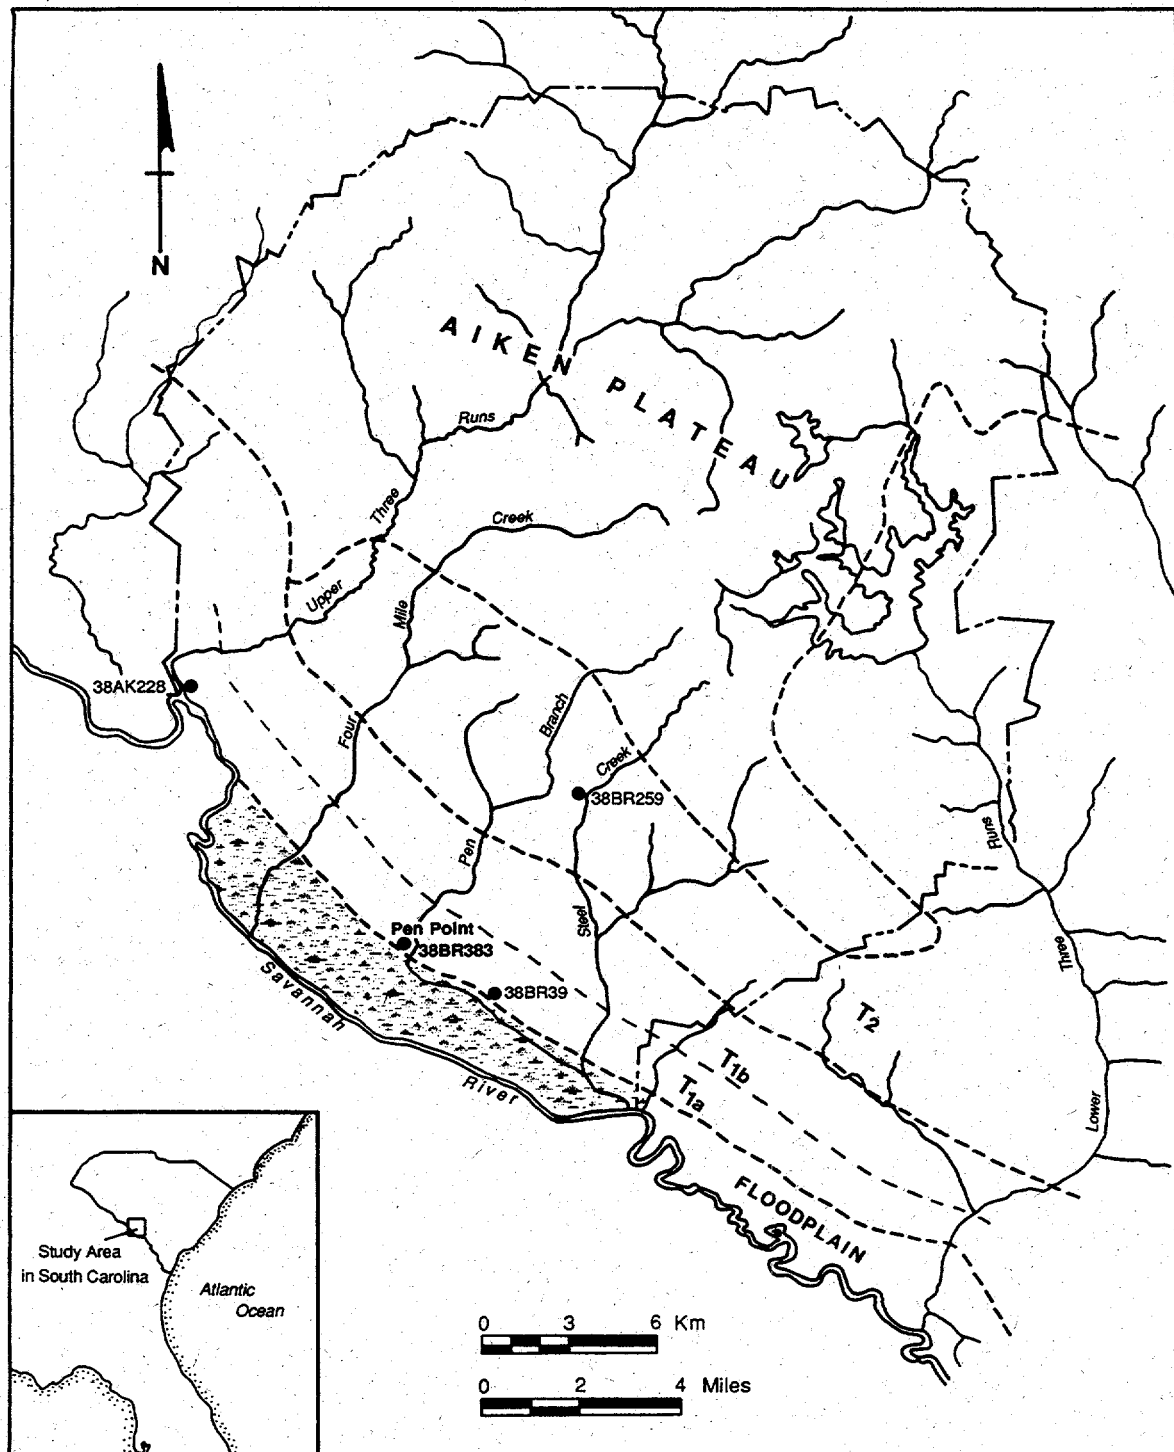 N
AIKEN PLATEAU
Runs
Three
Upper
Creek
Mile
Four
Branch
Pen
Creek
Steel
38AK228
38BR259
Pen Point
38BR383
38BR39
Savannah
River
Runs
Three
Lower
T2
T1b
T1a
FLOODPLAIN
Study Area
in South Carolina
Atlantic
Ocean
0 3 6 Km
0 2 4 Miles